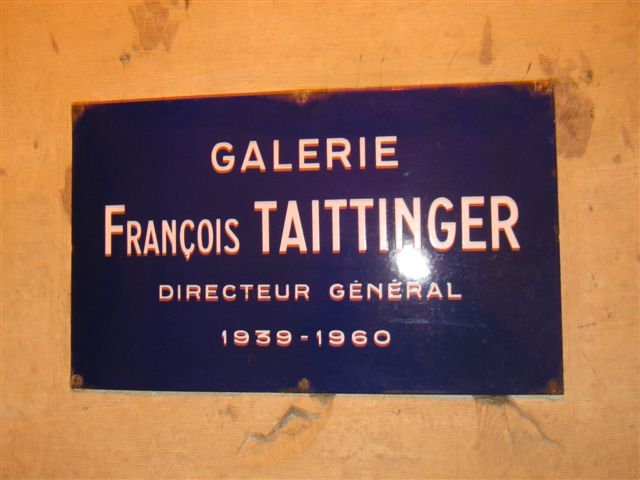 GALERIE
FRANÇOIS TAITTINGER
DIRECTEUR GÉNÉRAL
1939-1960